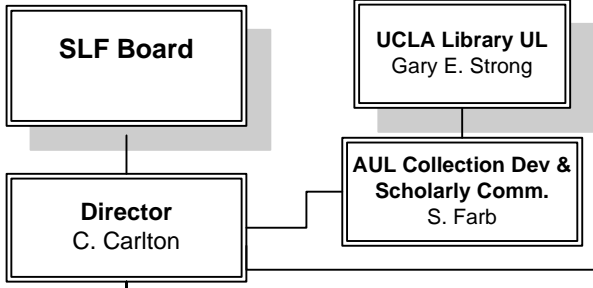 SLF Board
UCLA Library UL
Gary E. Strong
AUL Collection Dev &
Scholarly Comm.
S. Farb
Director
C. Carlton